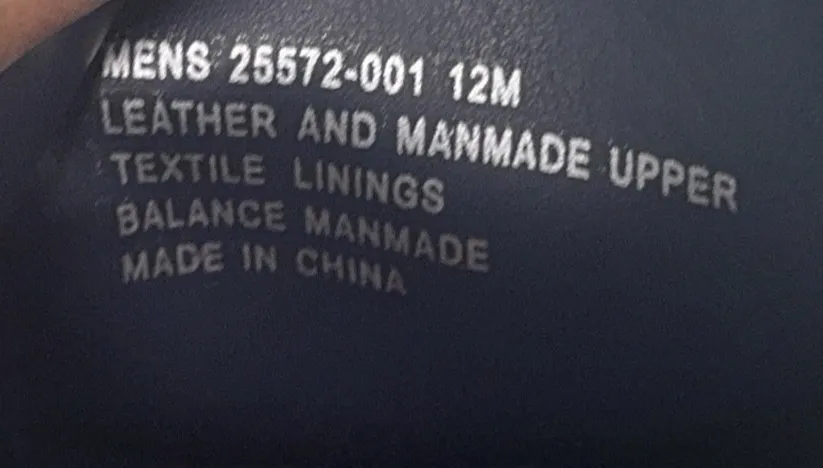 MENS 25572-001 12M
LEATHER AND MANMADE UPPER
TEXTILE LININGS
BALANCE MANMADE
MADE IN CHINA